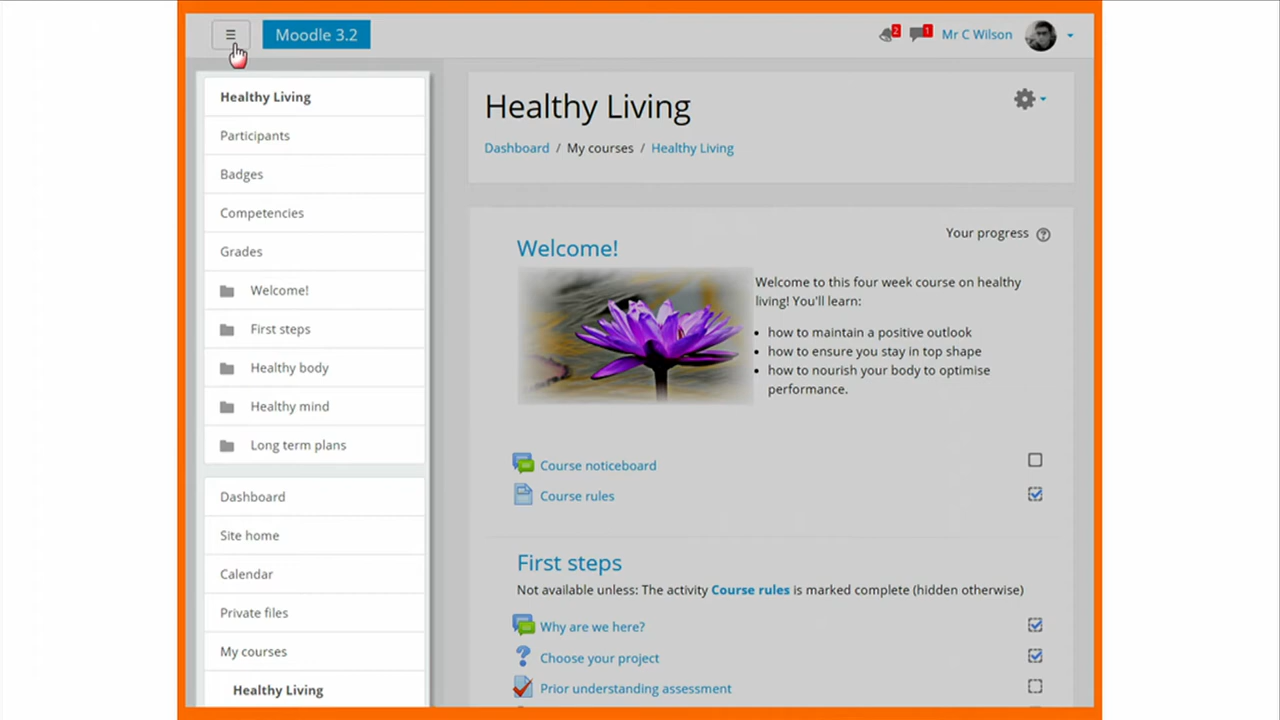 Moodle 3.2
2
1
Mr C Wilson
Healthy Living
Participants
Badges
Competencies
Grades
Welcome!
First steps
Healthy body
Healthy mind
Long term plans
Dashboard
Site home
Calendar
Private files
My courses
Healthy Living
Healthy Living
Dashboard / My courses / Healthy Living
Your progress ?
Welcome!
Welcome to this four week course on healthy
living! You'll learn:
• how to maintain a positive outlook
• how to ensure you stay in top shape
• how to nourish your body to optimise
performance.
Course noticeboard
Course rules
First steps
Not available unless: The activity Course rules is marked complete (hidden otherwise)
Why are we here?
Choose your project
Prior understanding assessment